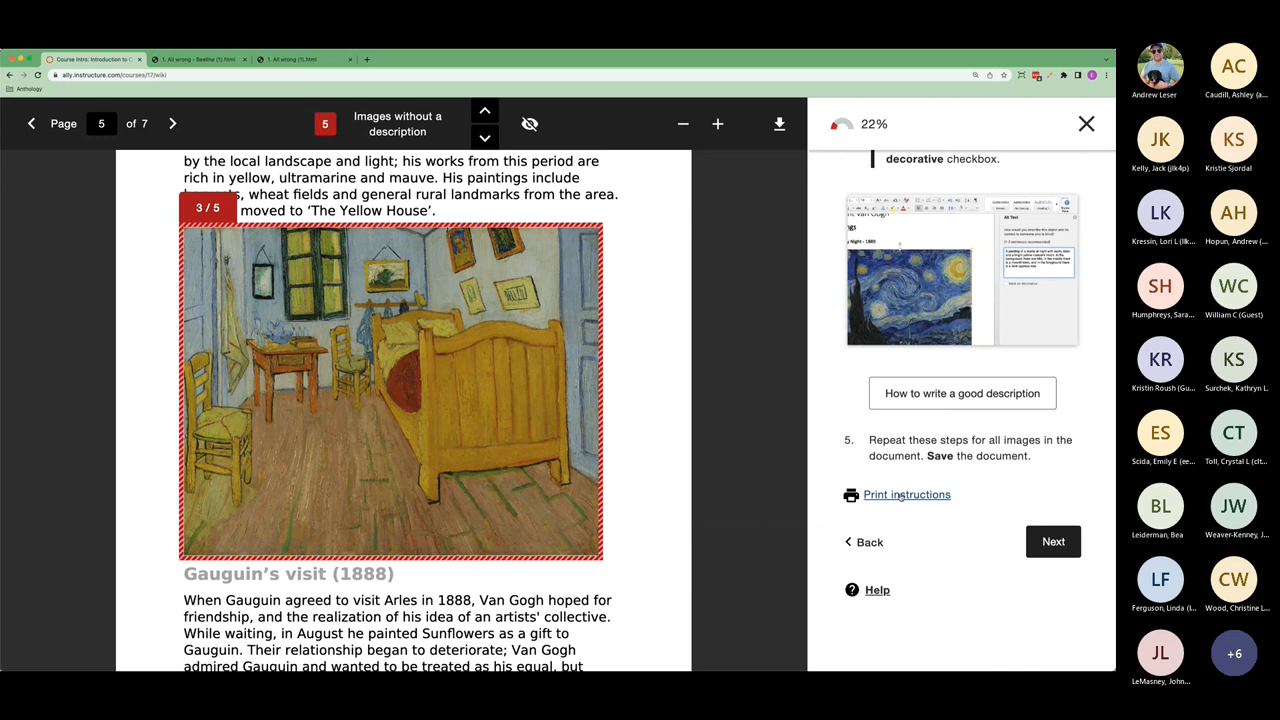 Course Intro: Introduction to C
1. All wrong - Beeline (1).html
1. All wrong (1).html
ally.instructure.com/courses/17/wiki
Anthology
Page 5 of 7
5
Images without a
description
22%
by the local landscape and light; his works from this period are
rich in yellow, ultramarine and mauve. His paintings include
wheat fields and general rural landmarks from the area.
3 / 5
moved to ‘The Yellow House’.
Gauguin’s visit (1888)
When Gauguin agreed to visit Arles in 1888, Van Gogh hoped for
friendship, and the realization of his idea of an artists' collective.
While waiting, in August he painted Sunflowers as a gift to
Gauguin. Their relationship began to deteriorate; Van Gogh
admired Gauguin and wanted to be treated as his equal, but
decorative checkbox.
Alt Text
How to write a good description
5. Repeat these steps for all images in the
document. Save the document.
Print instructions
Back
Next
Help
Andrew Leser
AC
Caudill, Ashley (a...
JK
Kelly, Jack (jlk4p)
KS
Kristie Sjordal
LK
Kressin, Lori L (llk...
AH
Hopun, Andrew (...
SH
Humphreys, Sara...
WC
William C (Guest)
KR
Kristin Roush (Gu...
KS
Surchek, Kathryn L
ES
Scida, Emily E (ee...
CT
Toll, Crystal L (clt...
BL
Leiderman, Bea
JW
Weaver-Kenney, J...
LF
Ferguson, Linda (l...
CW
Wood, Christine L...
JL
LeMasney, John...
+6